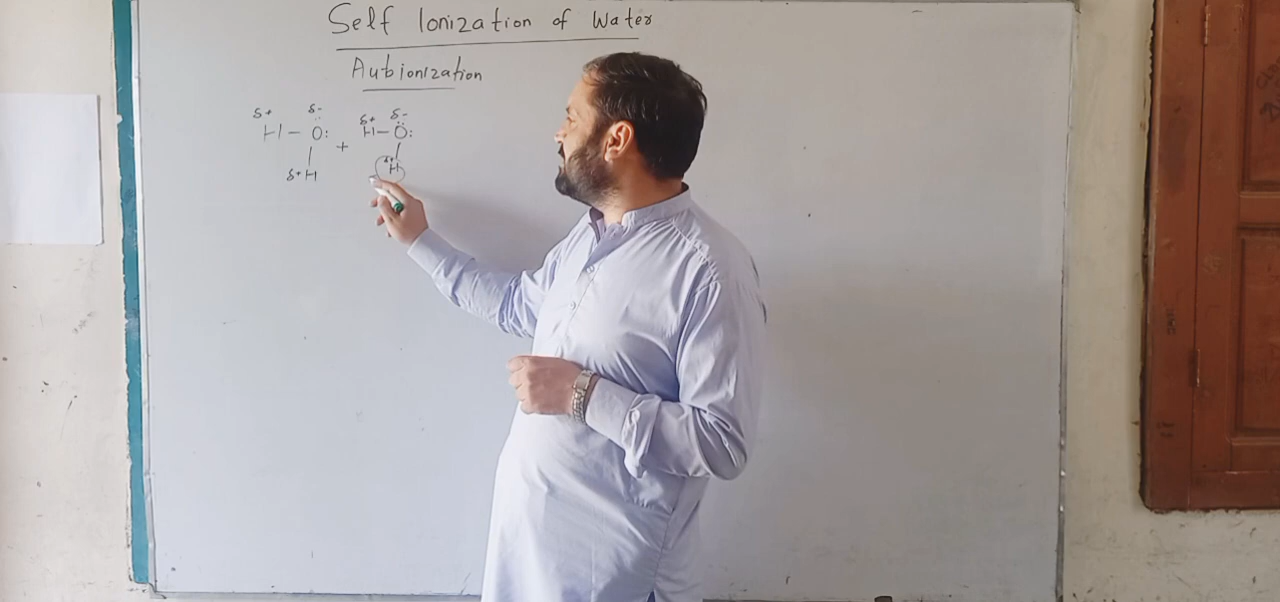 Self Ionization of Water
Autoionization
δ+ δ- δ+ δ-
H-O: + H-Ö:
δ+H δ+H